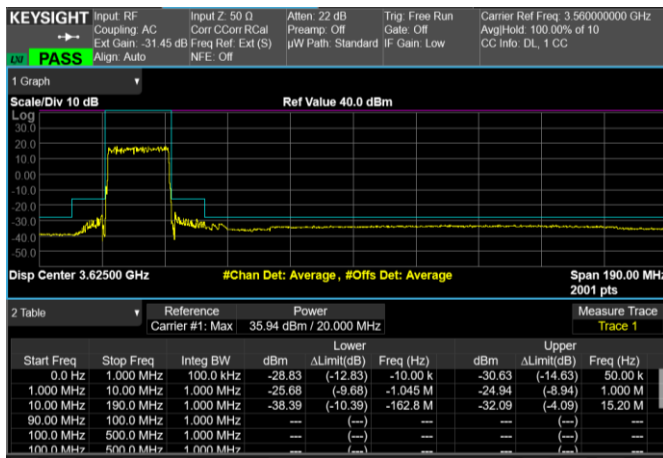 KEYSIGHT Input: RF Input Z: 50 Ω Atten: 22 dB Trig: Free Run Carrier Ref Freq: 3.560000000 GHz
Coupling: AC Corr CCorr RCal Preamp: Off Gate: Off Avg|Hold: 100.00% of 10
Ext Gain: -31.45 dB Freq Ref: Ext (S) µW Path: Standard IF Gain: Low CC Info: DL, 1 CC
LXI PASS Align: Auto NFE: Off
1 Graph
Scale/Div 10 dB Ref Value 40.0 dBm
Log
30.0
20.0
10.0
0.00
-10.0
-20.0
-30.0
-40.0
-50.0
Disp Center 3.62500 GHz #Chan Det: Average , #Offs Det: Average Span 190.00 MHz
2001 pts
2 Table Reference Power Measure Trace
Carrier #1: Max 35.94 dBm / 20.000 MHz Trace 1
Lower Upper
Start Freq Stop Freq Integ BW dBm ΔLimit(dB) Freq (Hz) dBm ΔLimit(dB) Freq (Hz)
0.0 Hz 1.000 MHz 100.0 kHz -28.83 (-12.83) -10.00 k -30.63 (-14.63) 50.00 k
1.000 MHz 10.00 MHz 1.000 MHz -25.68 (-9.68) -1.045 M -24.94 (-8.94) 1.000 M
10.00 MHz 190.0 MHz 1.000 MHz -38.39 (-10.39) -162.8 M -32.09 (-4.09) 15.20 M
90.00 MHz 100.0 MHz 1.000 MHz --- (---) --- --- (---) ---
100.0 MHz 500.0 MHz 1.000 MHz --- (---) --- --- (---) ---
100.0 MHz 500.0 MHz 1.000 MHz --- (---) --- --- (---) ---